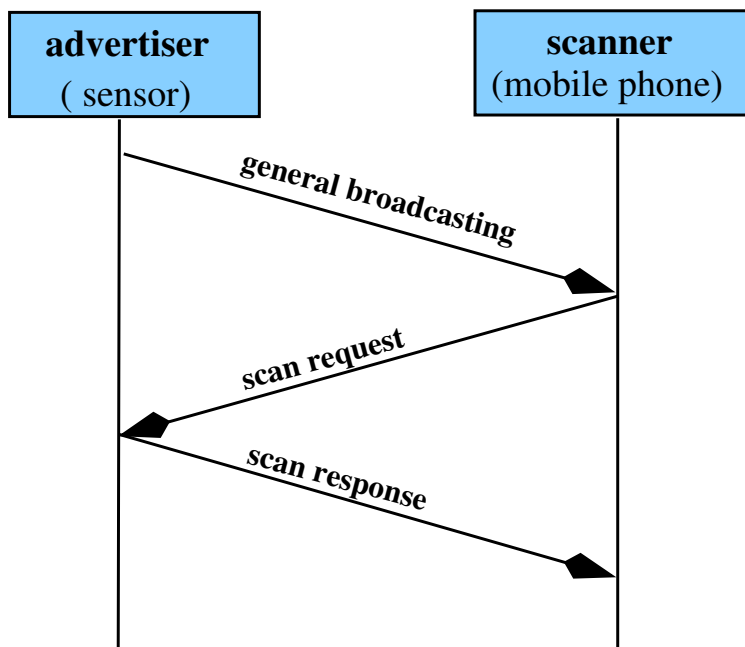 advertiser
( sensor)
scanner
(mobile phone)
general broadcasting
scan request
scan response